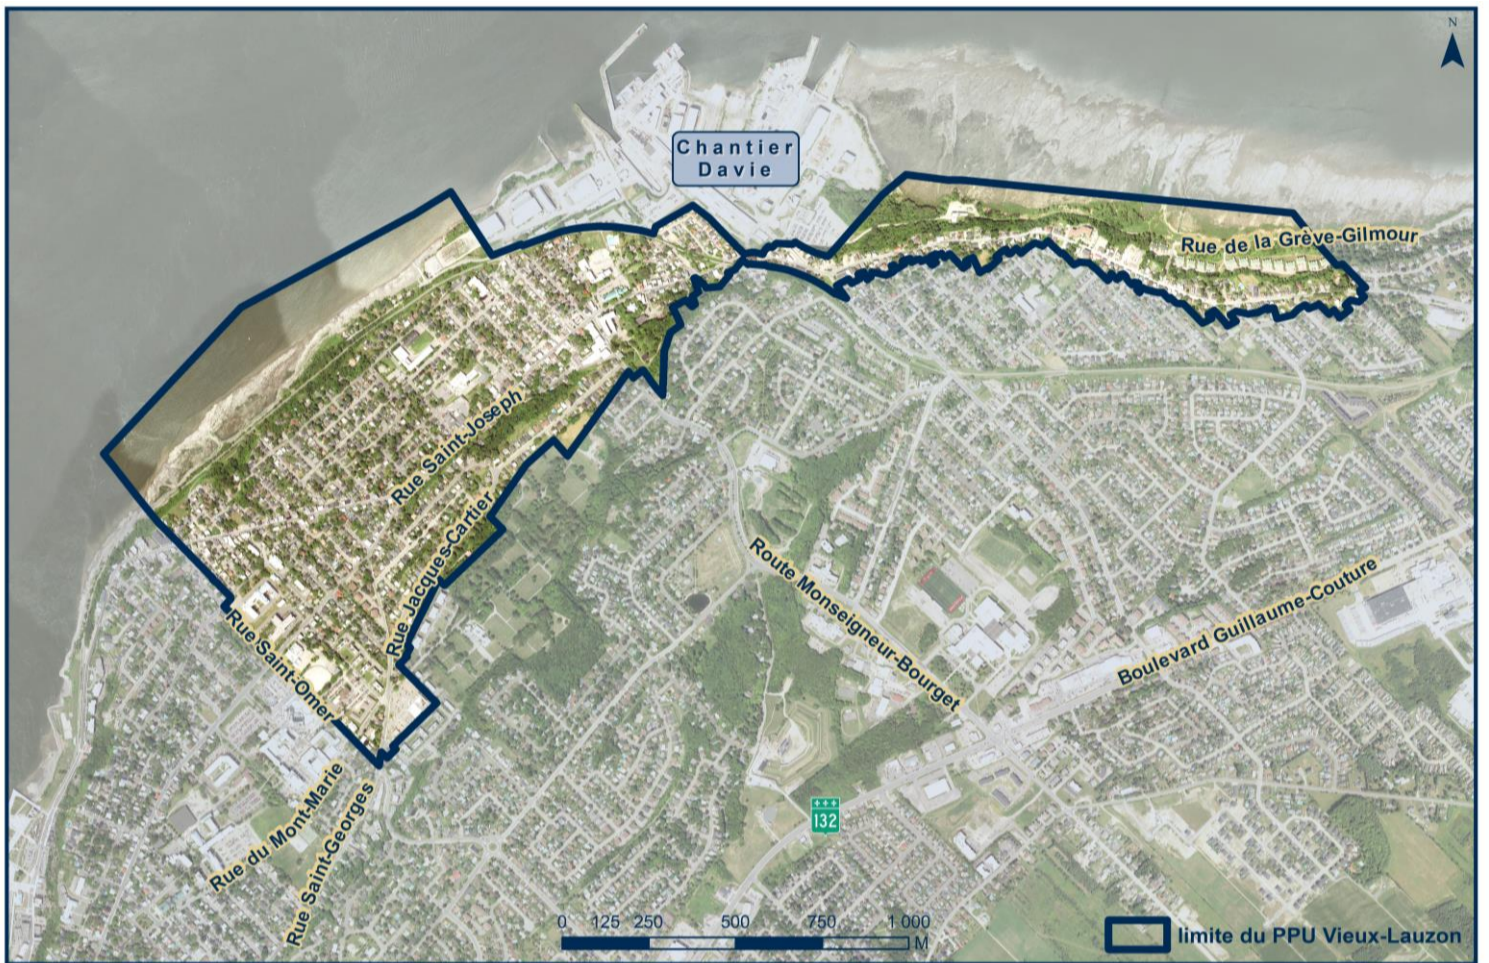 N
Chantier
Davie
Rue de la Grève-Gilmour
Rue Saint-Joseph
Rue Jacques-Cartier
Route Monseigneur-Bourget
Boulevard Guillaume-Couture
Rue Saint-Omer
Rue du Mont-Marie
Rue Saint-Georges
132
0 125 250 500 750 1 000
M
limite du PPU Vieux-Lauzon